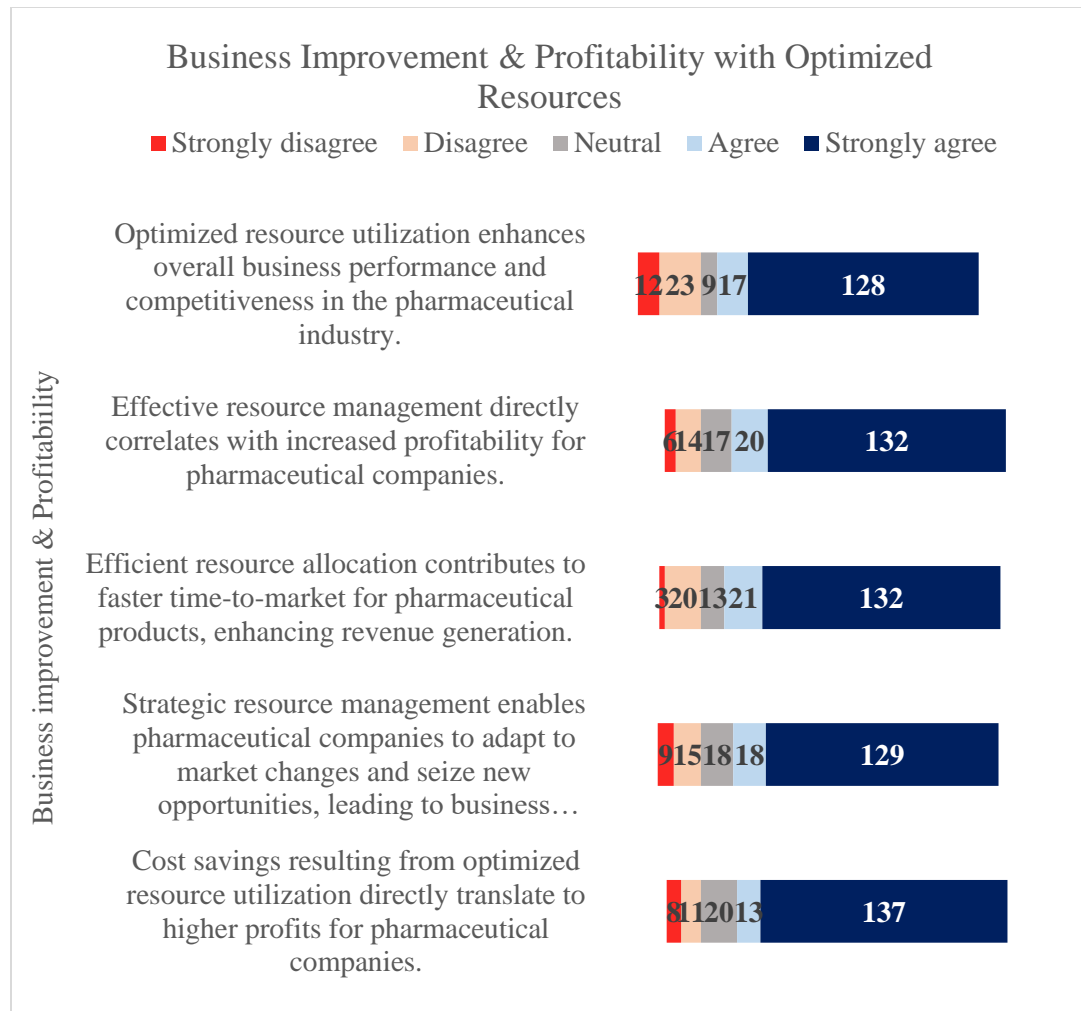 Business Improvement & Profitability with Optimized
Resources
Strongly disagree Disagree Neutral Agree Strongly agree
Business improvement & Profitability
Optimized resource utilization enhances
overall business performance and
competitiveness in the pharmaceutical
industry.
12 23 9 17 128
Effective resource management directly
correlates with increased profitability for
pharmaceutical companies.
6 14 17 20 132
Efficient resource allocation contributes to
faster time-to-market for pharmaceutical
products, enhancing revenue generation.
3 20 13 21 132
Strategic resource management enables
pharmaceutical companies to adapt to
market changes and seize new
opportunities, leading to business…
9 15 18 18 129
Cost savings resulting from optimized
resource utilization directly translate to
higher profits for pharmaceutical
companies.
8 11 20 13 137